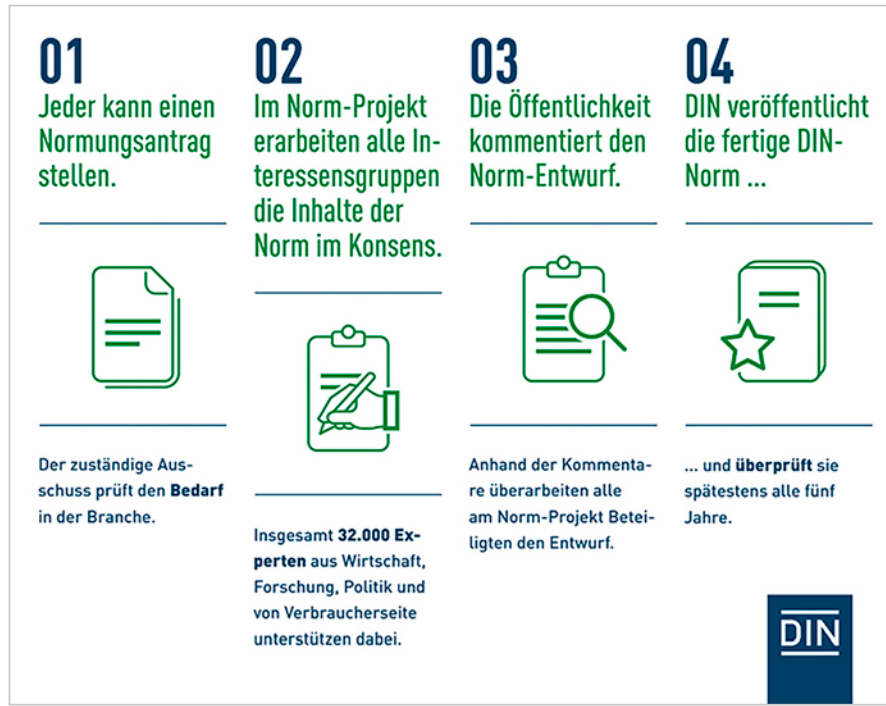 01
Jeder kann einen
Normungsantrag
stellen.
Der zuständige Aus-
schuss prüft den Bedarf
in der Branche.
02
Im Norm-Projekt
erarbeiten alle In-
teressensgruppen
die Inhalte der
Norm im Konsens.
Insgesamt 32.000 Ex-
perten aus Wirtschaft,
Forschung, Politik und
von Verbraucherseite
unterstützen dabei.
03
Die Öffentlichkeit
kommentiert den
Norm-Entwurf.
Anhand der Kommenta-
re überarbeiten alle
am Norm-Projekt Betei-
ligten den Entwurf.
04
DIN veröffentlicht
die fertige DIN-
Norm ...
... und überprüft sie
spätestens alle fünf
Jahre.
DIN